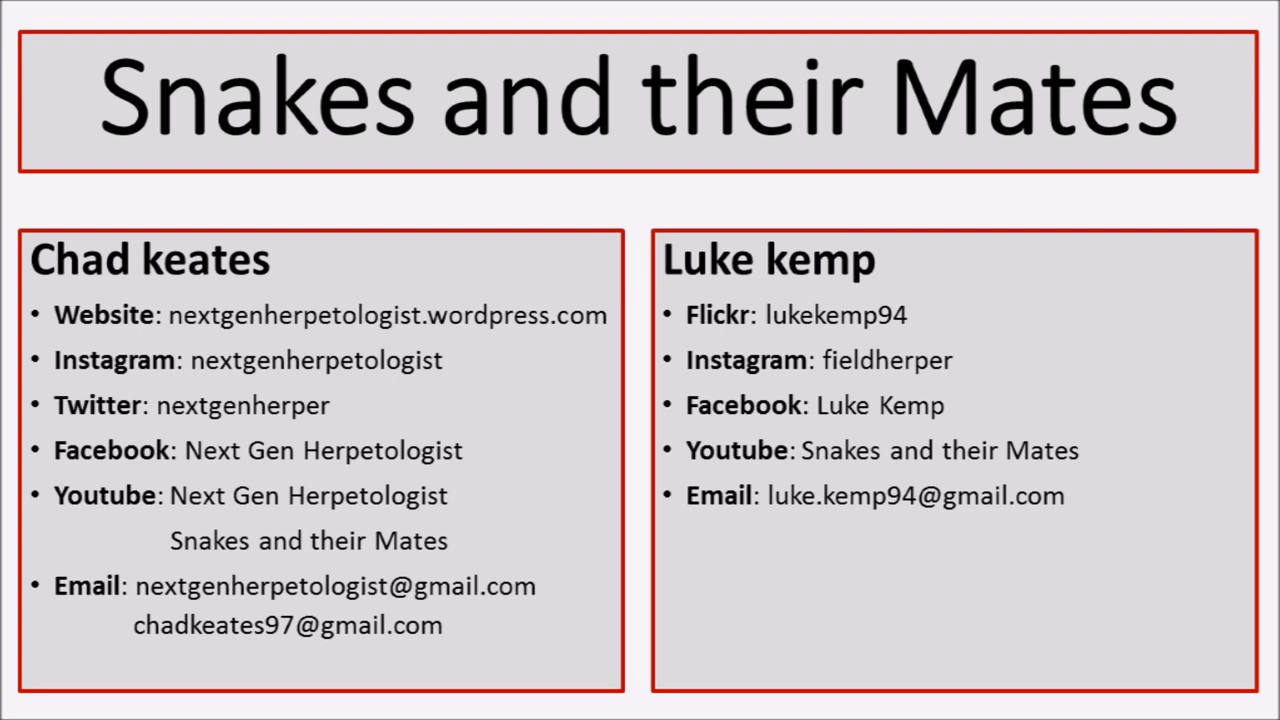 Snakes and their Mates
Chad keates
• Website: nextgenherpetologist.wordpress.com
• Instagram: nextgenherpetologist
• Twitter: nextgenherper
• Facebook: Next Gen Herpetologist
• Youtube: Next Gen Herpetologist
Snakes and their Mates
• Email: nextgenherpetologist@gmail.com
chadkeates97@gmail.com
Luke kemp
• Flickr: lukekemp94
• Instagram: fieldherper
• Facebook: Luke Kemp
• Youtube: Snakes and their Mates
• Email: luke.kemp94@gmail.com